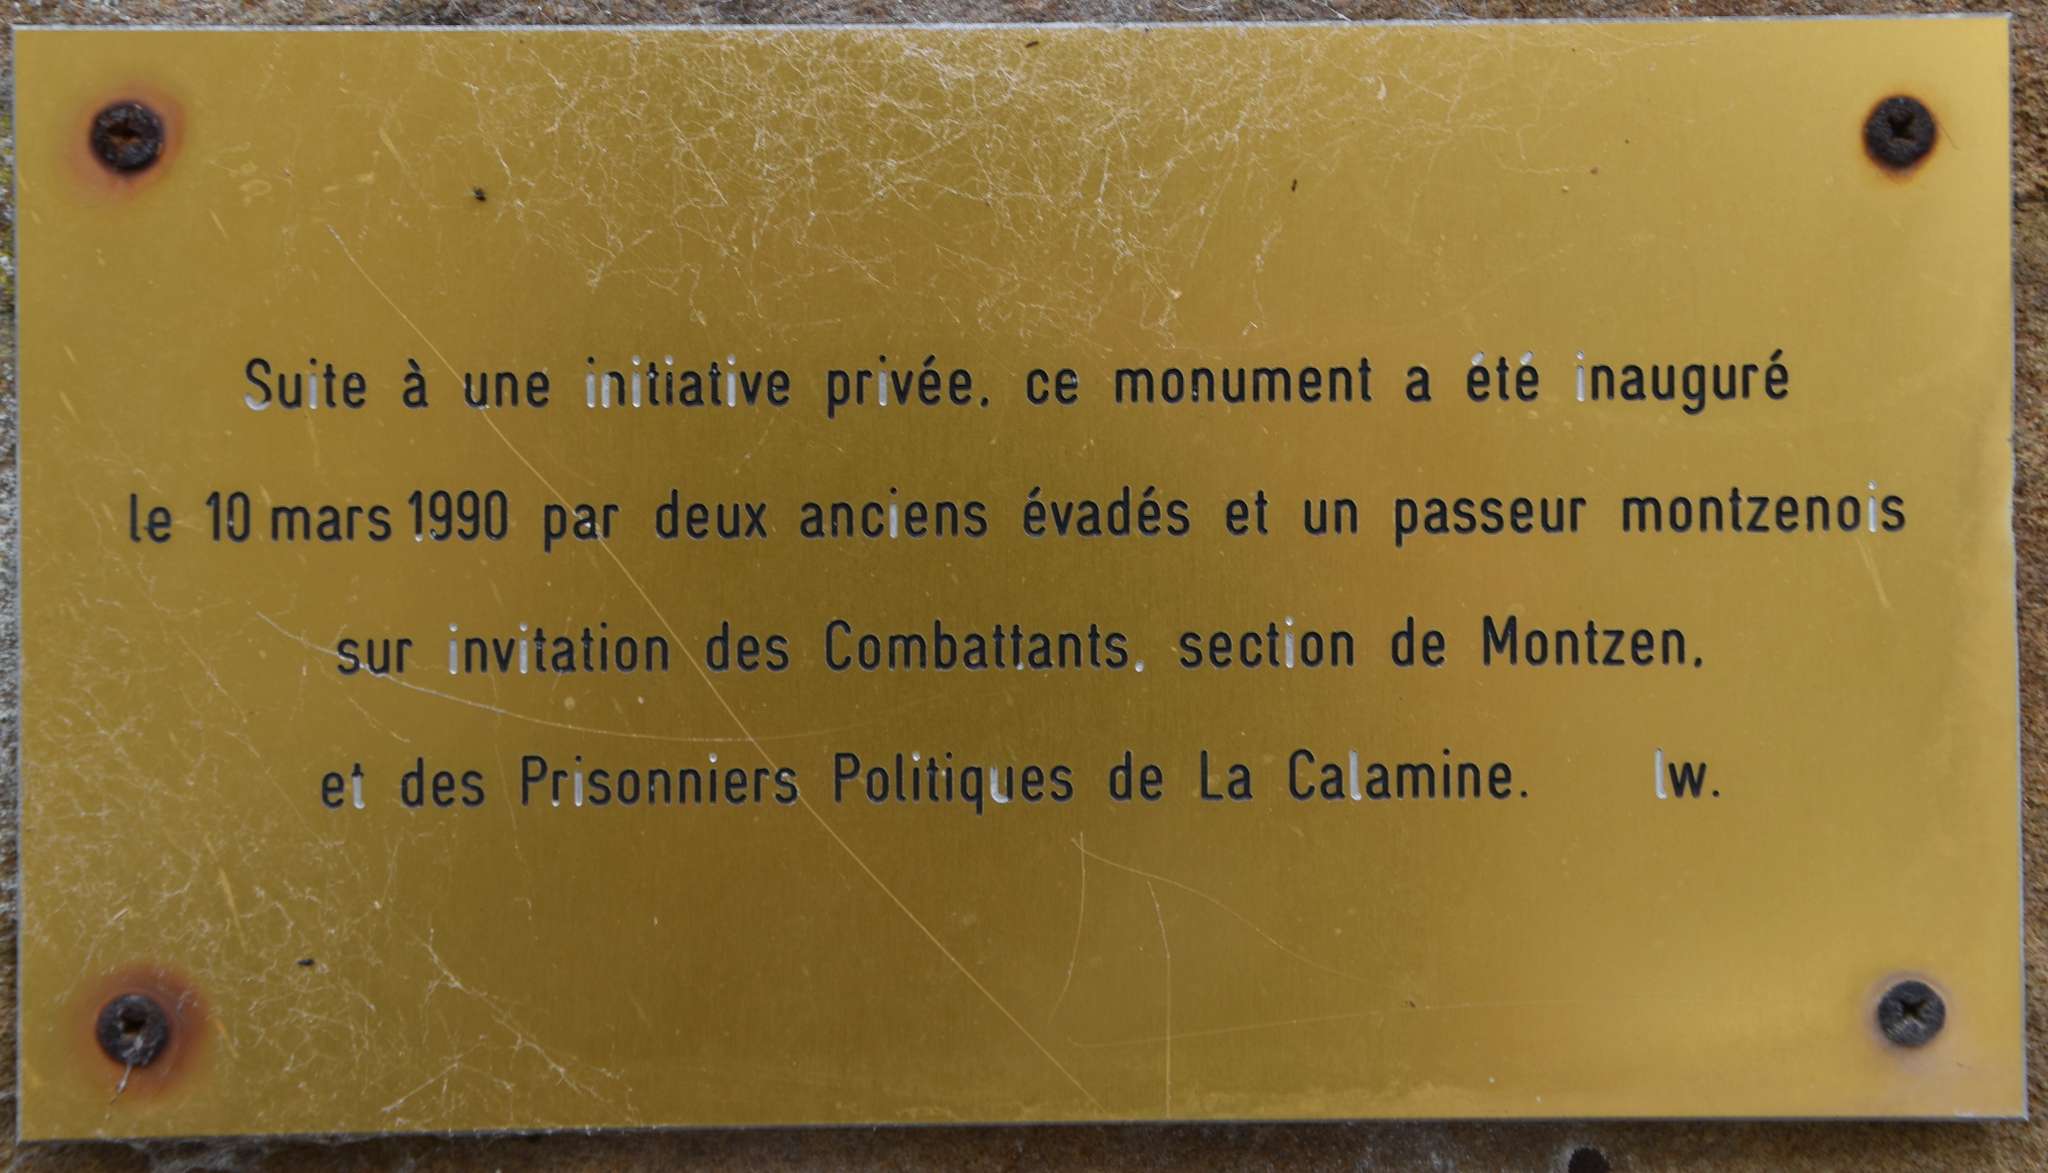 Suite à une initiative privée, ce monument a été inauguré
le 10 mars 1990 par deux anciens évadés et un passeur montzenois
sur invitation des Combattants, section de Montzen,
et des Prisonniers Politiques de La Calamine. lw.